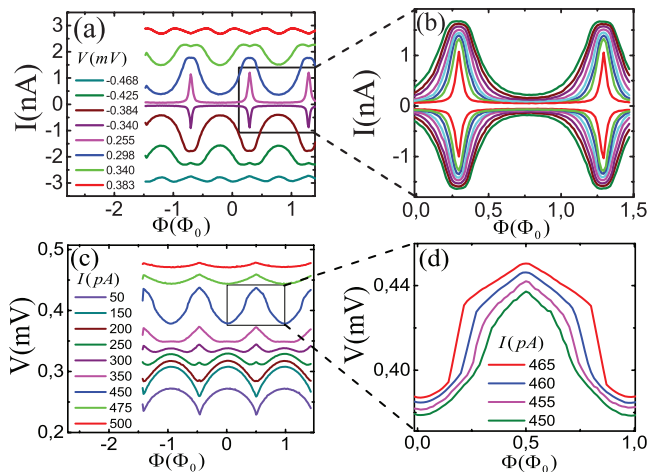 (a)
V(mV)
-0.468
-0.425
-0.384
-0.340
0.255
0.298
0.340
0.383
I(nA)
3
2
1
0
-1
-2
-3
-2 -1 0 1
Φ(Φ0)
(b)
I(nA)
1
0
-1
0,0 0,5 1,0 1,5
Φ(Φ0)
(c)
I(pA)
50
150
200
250
300
350
450
475
500
V(mV)
0,5
0,4
0,3
0,2
-2 -1 0 1
Φ(Φ0)
(d)
I(pA)
465
460
455
450
V(mV)
0,44
0,40
0,0 0,5 1,0
Φ(Φ0)